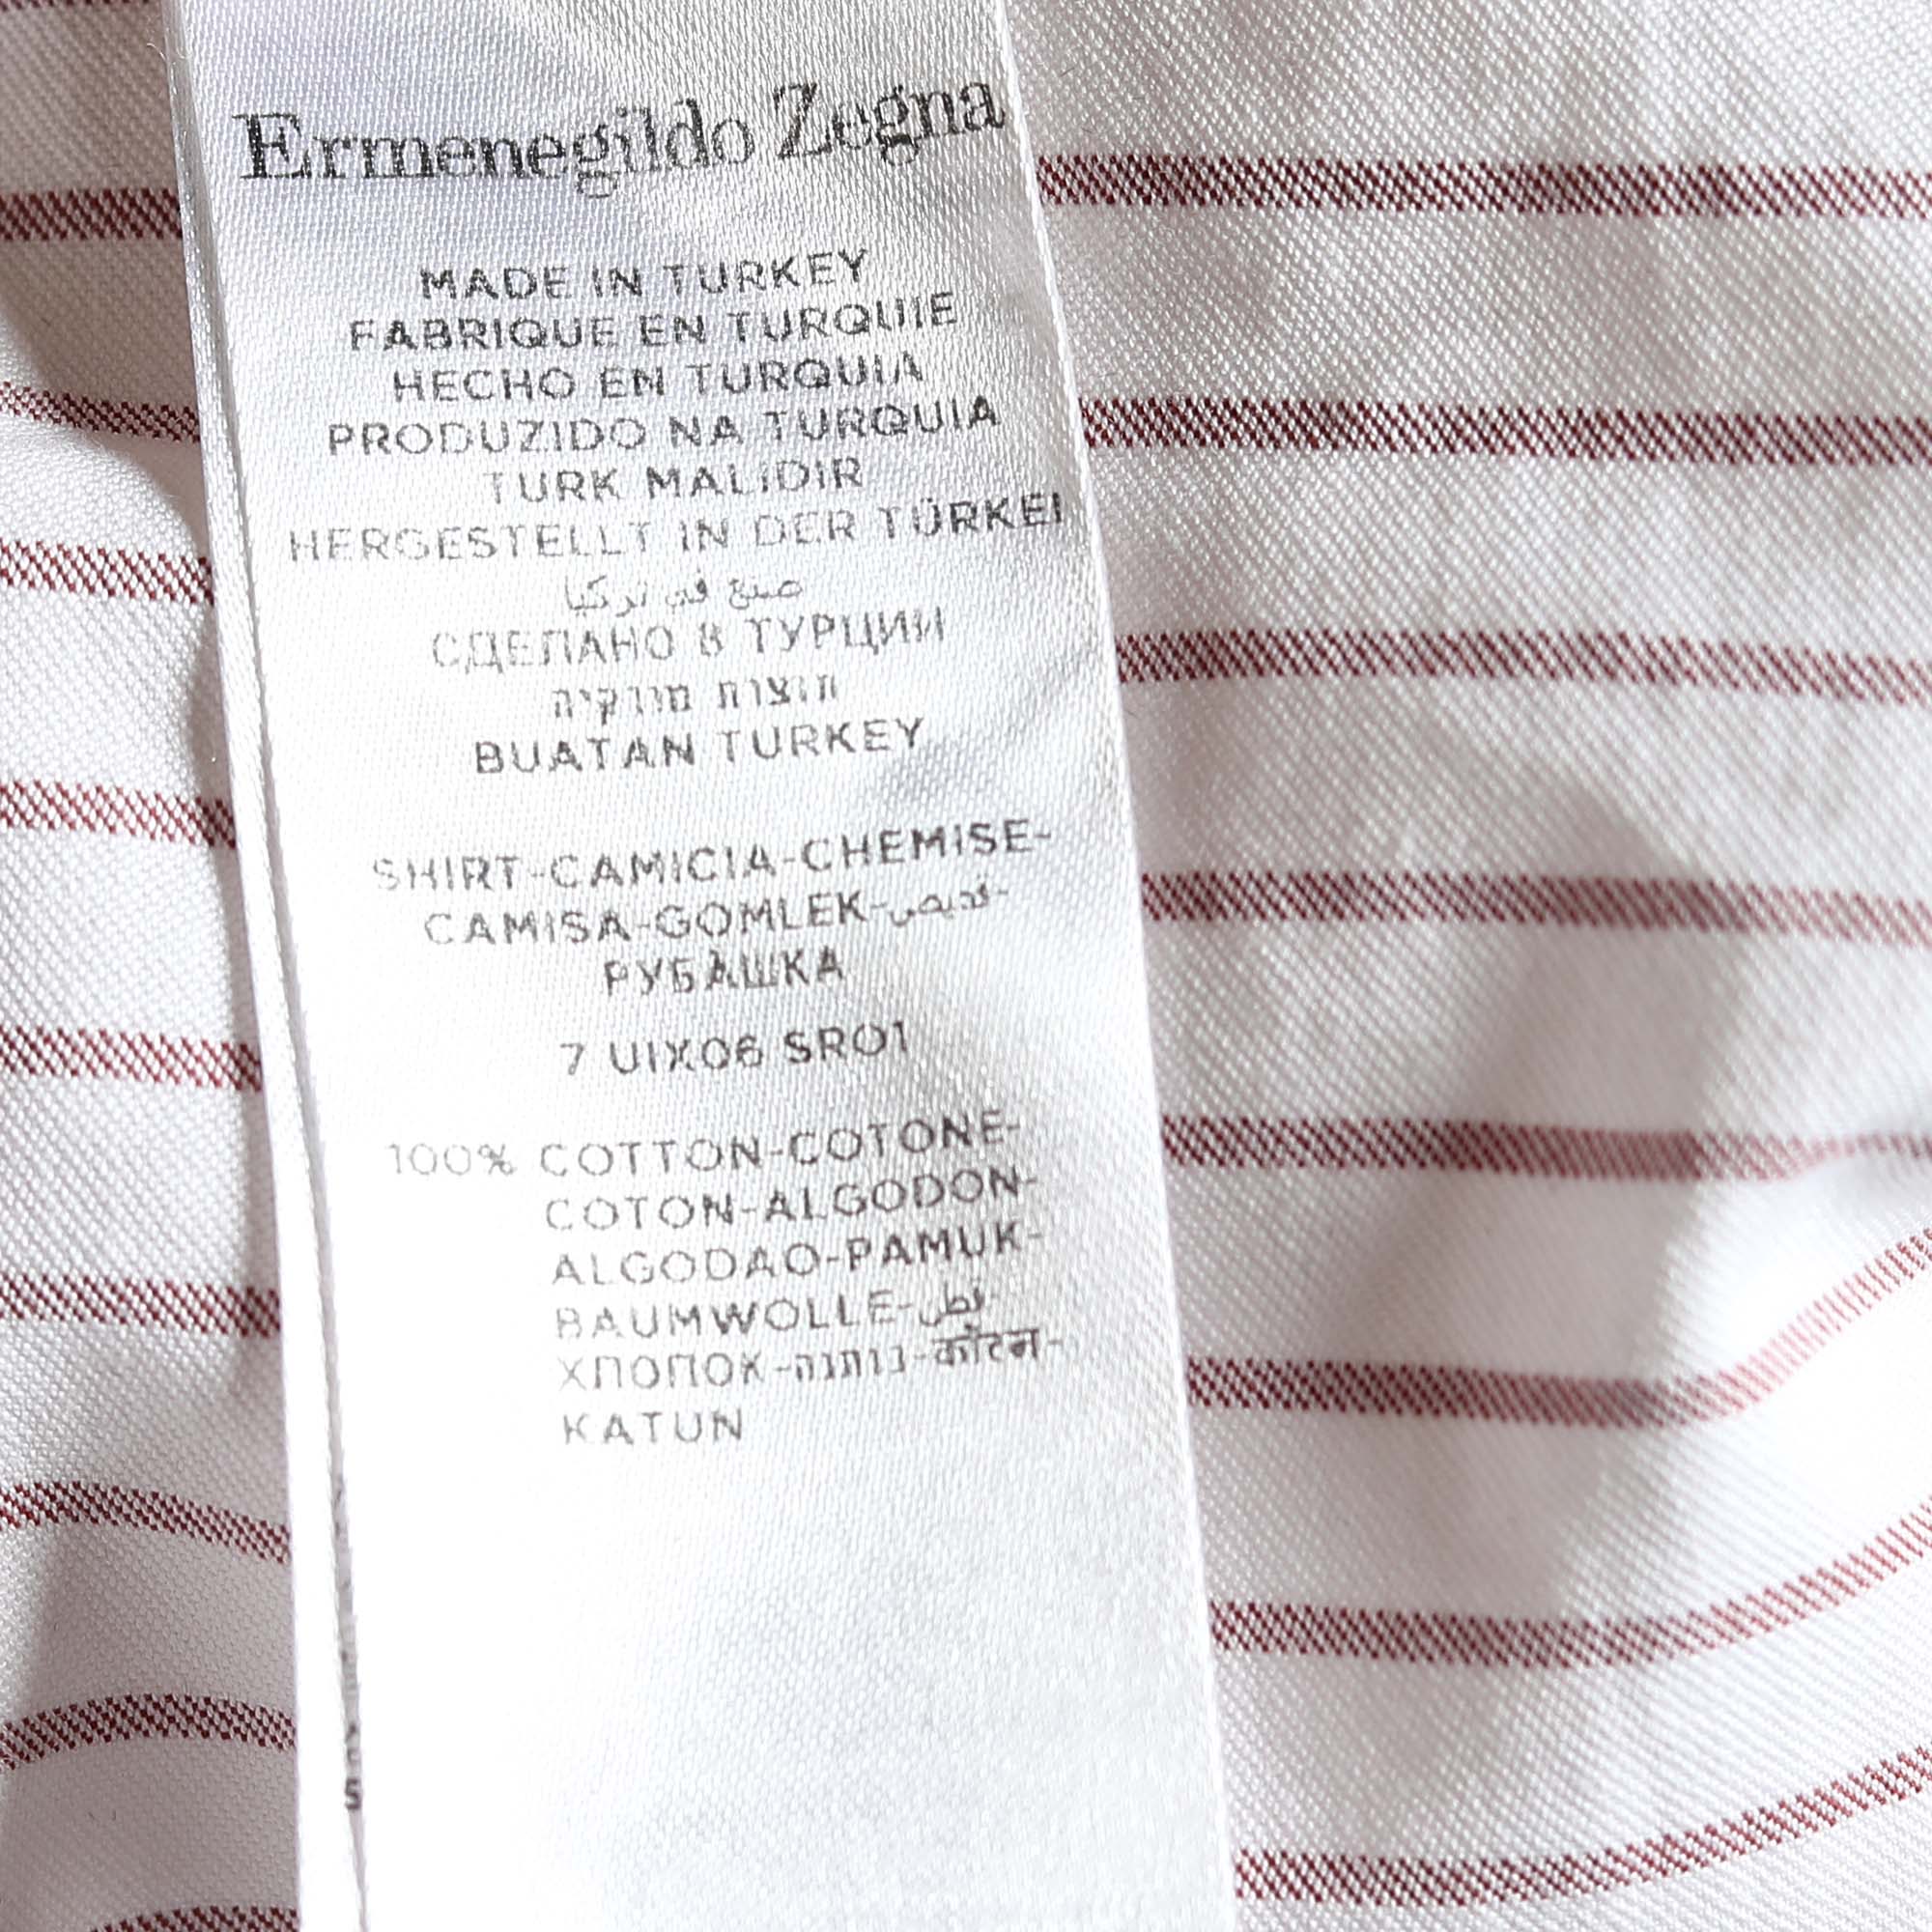 Ermenegildo Zegna
MADE IN TURKEY
FABRIQUE EN TURQUIE
HECHO EN TURQUIA
PRODUZIDO NA TURQUIA
TURK MALIDIR
HERGESTELLT IN DER TÜRKEI
صنع في تركيا
СДЕЛАНО В ТУРЦИИ
תוצרת טורקיה
BUATAN TURKEY
SHIRT-CAMICIA-CHEMISE-
CAMISA-GOMLEK-قميص-
РУБАШКА
7 UIX06 SR01
100% COTTON-COTONE-
COTON-ALGODON-
ALGODAO-PAMUK-
BAUMWOLLE-قطن-
ХЛОПОК-כותנה-कॉटन-
KATUN